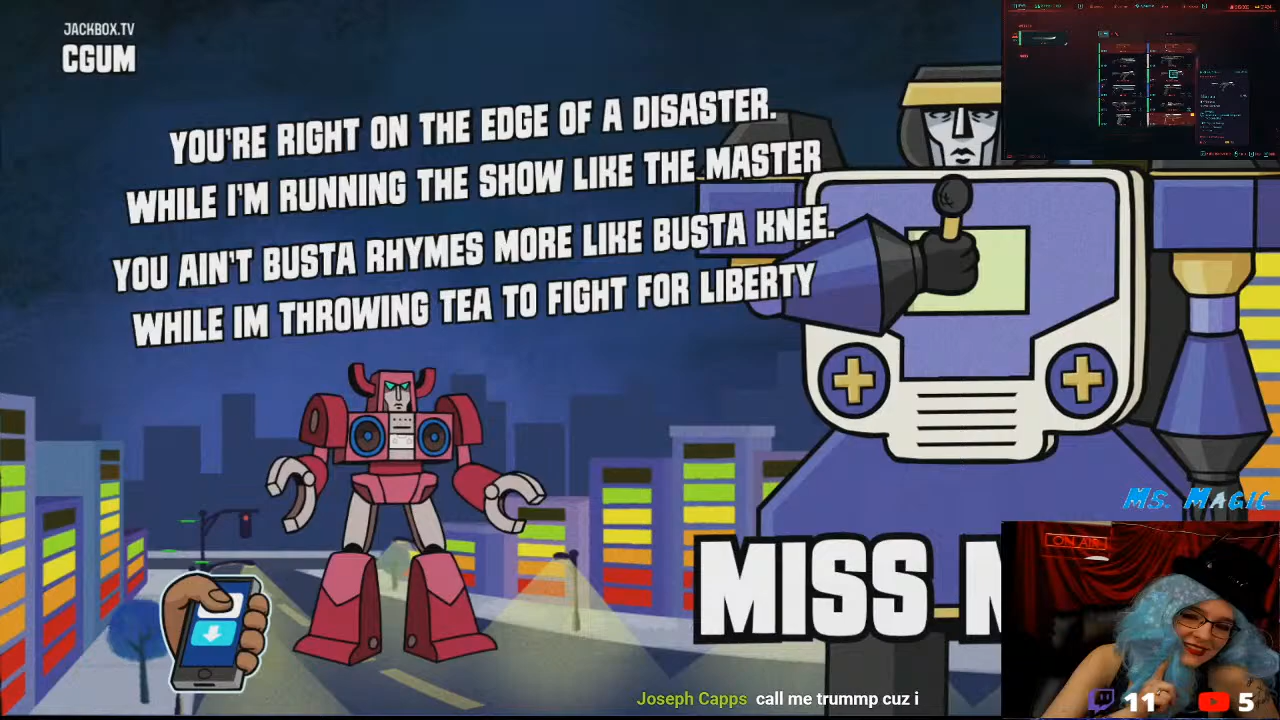 JACKBOX.TV
CGUM
YOU'RE RIGHT ON THE EDGE OF A DISASTER.
WHILE I'M RUNNING THE SHOW LIKE THE MASTER
YOU AIN'T BUSTA RHYMES MORE LIKE BUSTA KNEE.
WHILE IM THROWING TEA TO FIGHT FOR LIBERTY
MS. MAGIC
ON AIR
MISS
Joseph Capps call me trummp cuz i
11
5